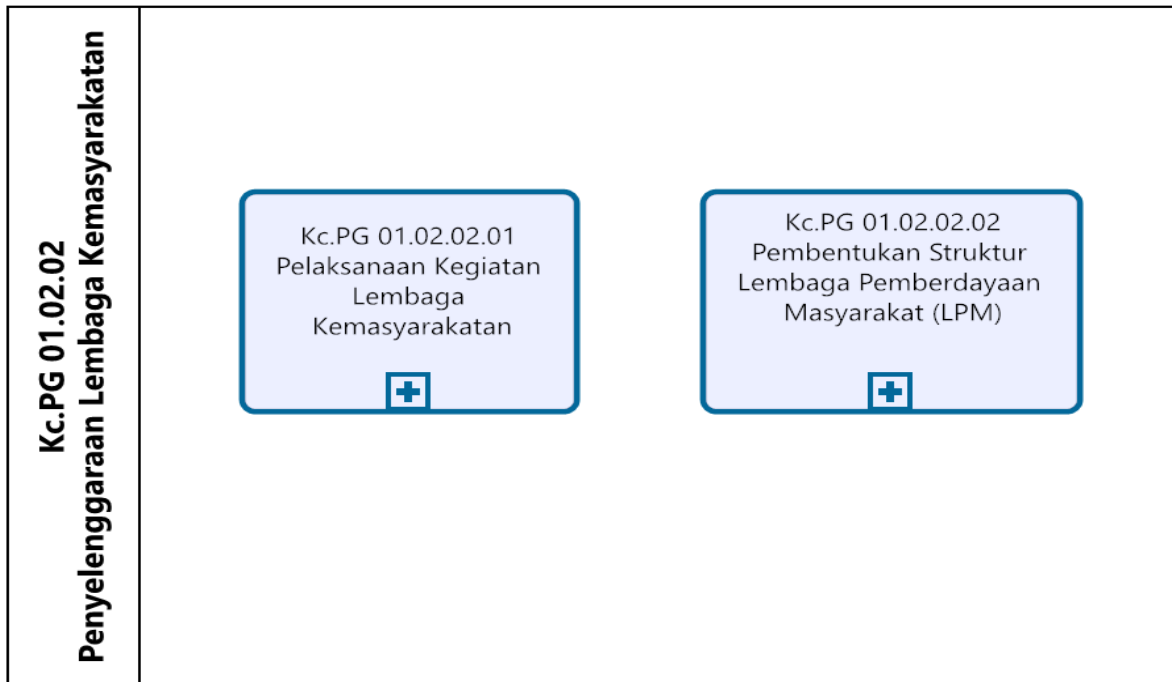 Kc.PG 01.02.02
Penyelenggaraan Lembaga Kemasyarakatan
Kc.PG 01.02.02.01
Pelaksanaan Kegiatan
Lembaga
Kemasyarakatan
Kc.PG 01.02.02.02
Pembentukan Struktur
Lembaga Pemberdayaan
Masyarakat (LPM)